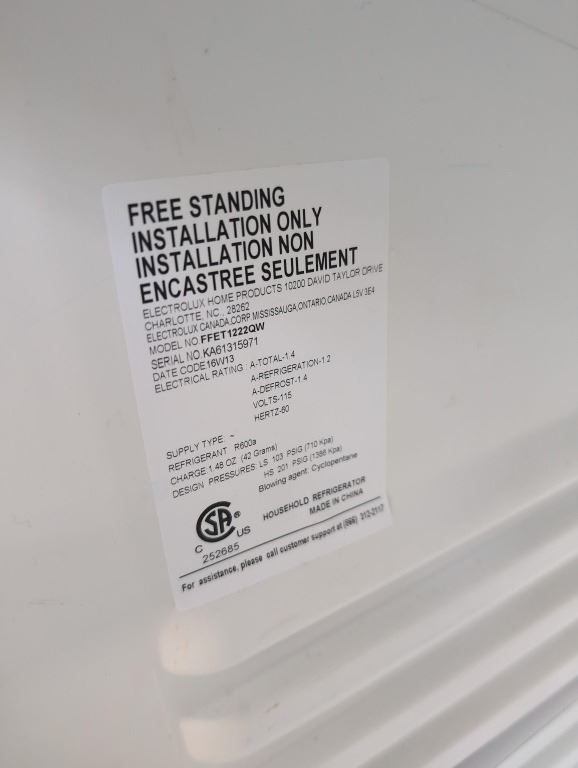 FREE STANDING
INSTALLATION ONLY
INSTALLATION NON
ENCASTREE SEULEMENT
ELECTROLUX HOME PRODUCTS 10200 DAVID TAYLOR DRIVE
CHARLOTTE, NC., 28262
ELECTROLUX CANADA.CORP MISSISSAUGA,ONTARIO,CANADA L5V 3E4
MODEL NO.FFET1222QW
SERIAL NO.KA61315971
DATE CODE16W13
ELECTRICAL RATING : A-TOTAL-1.4
A-REFRIGERATION-1.2
A-DEFROST-1.4
VOLTS-115
HERTZ-60
SUPPLY TYPE: ~
REFRIGERANT R600a
CHARGE 1.48 OZ (42 Grams)
DESIGN PRESSURES LS 103 PSIG (710 Kpa)
HS 201 PSIG (1386 Kpa)
Blowing agent: Cyclopentane
SA®
C US
252685
HOUSEHOLD REFRIGERATOR
MADE IN CHINA
For assistance, please call customer support at (866) 312-2117